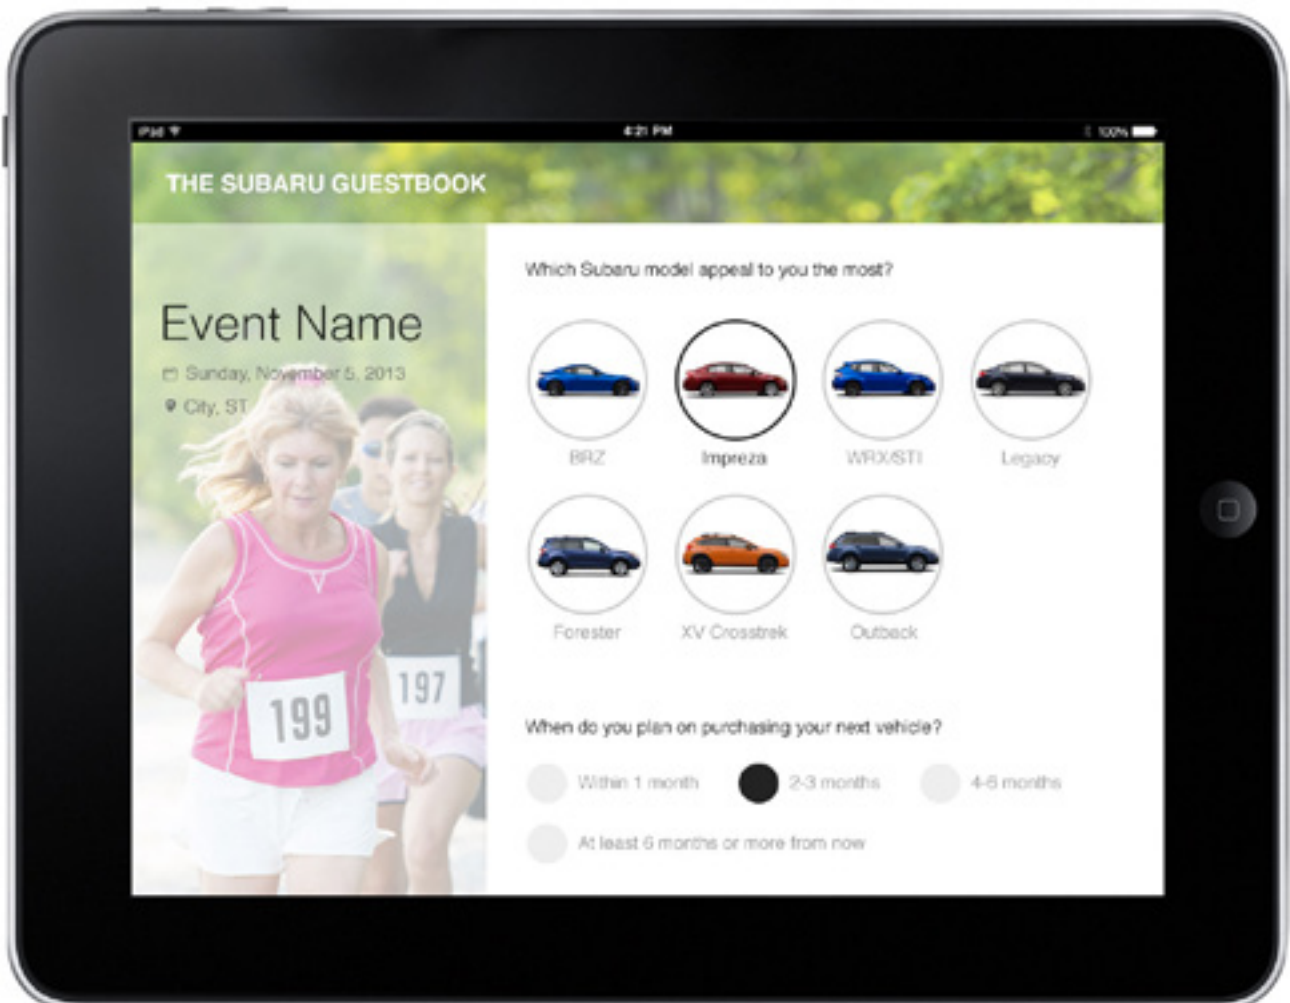 iPad
4:21 PM
100%
THE SUBARU GUESTBOOK
Event Name
Sunday, November 5, 2013
City, ST
199
197
Which Subaru model appeal to you the most?
BRZ
Impreza
WRX/STI
Legacy
Forester
XV Crosstrek
Outback
When do you plan on purchasing your next vehicle?
Within 1 month
2-3 months
4-6 months
At least 6 months or more from now